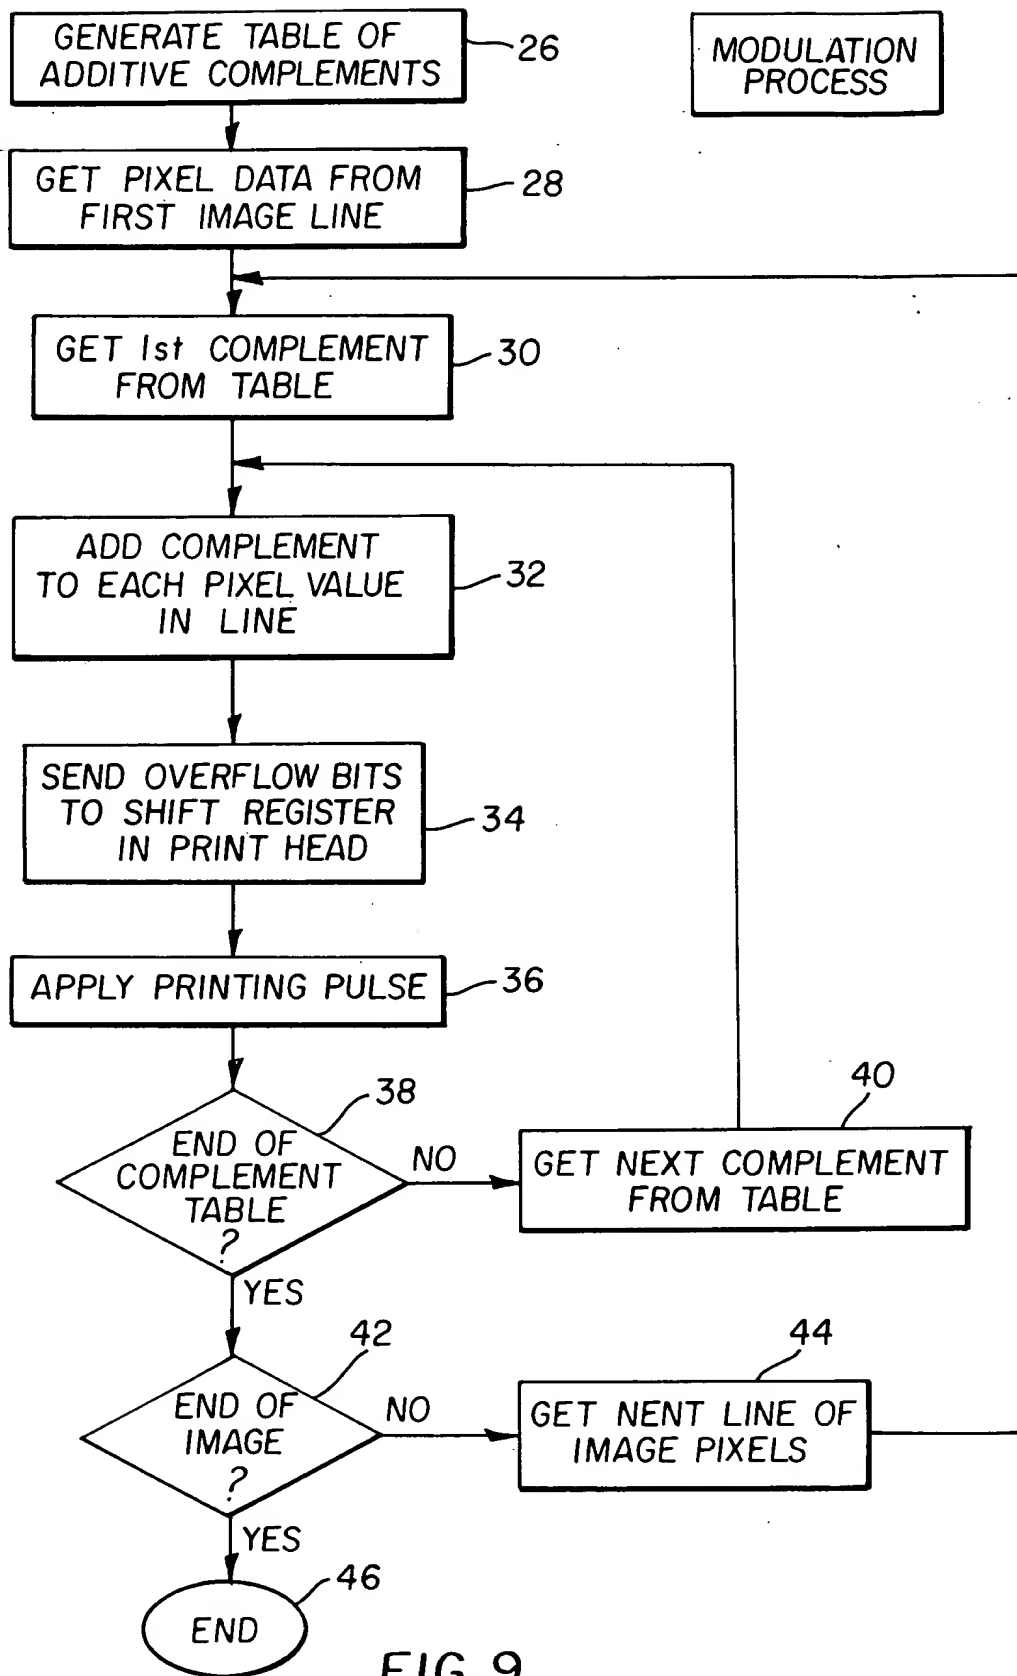 GENERATE TABLE OF
ADDITIVE COMPLEMENTS
26
MODULATION
PROCESS
GET PIXEL DATA FROM
FIRST IMAGE LINE
28
GET 1st COMPLEMENT
FROM TABLE
30
ADD COMPLEMENT
TO EACH PIXEL VALUE
IN LINE
32
SEND OVERFLOW BITS
TO SHIFT REGISTER
IN PRINT HEAD
34
APPLY PRINTING PULSE
36
38
END OF
COMPLEMENT
TABLE
?
NO
40
GET NEXT COMPLEMENT
FROM TABLE
YES
42
END OF
IMAGE
?
NO
44
GET NENT LINE OF
IMAGE PIXELS
YES
46
END
FIG. 9